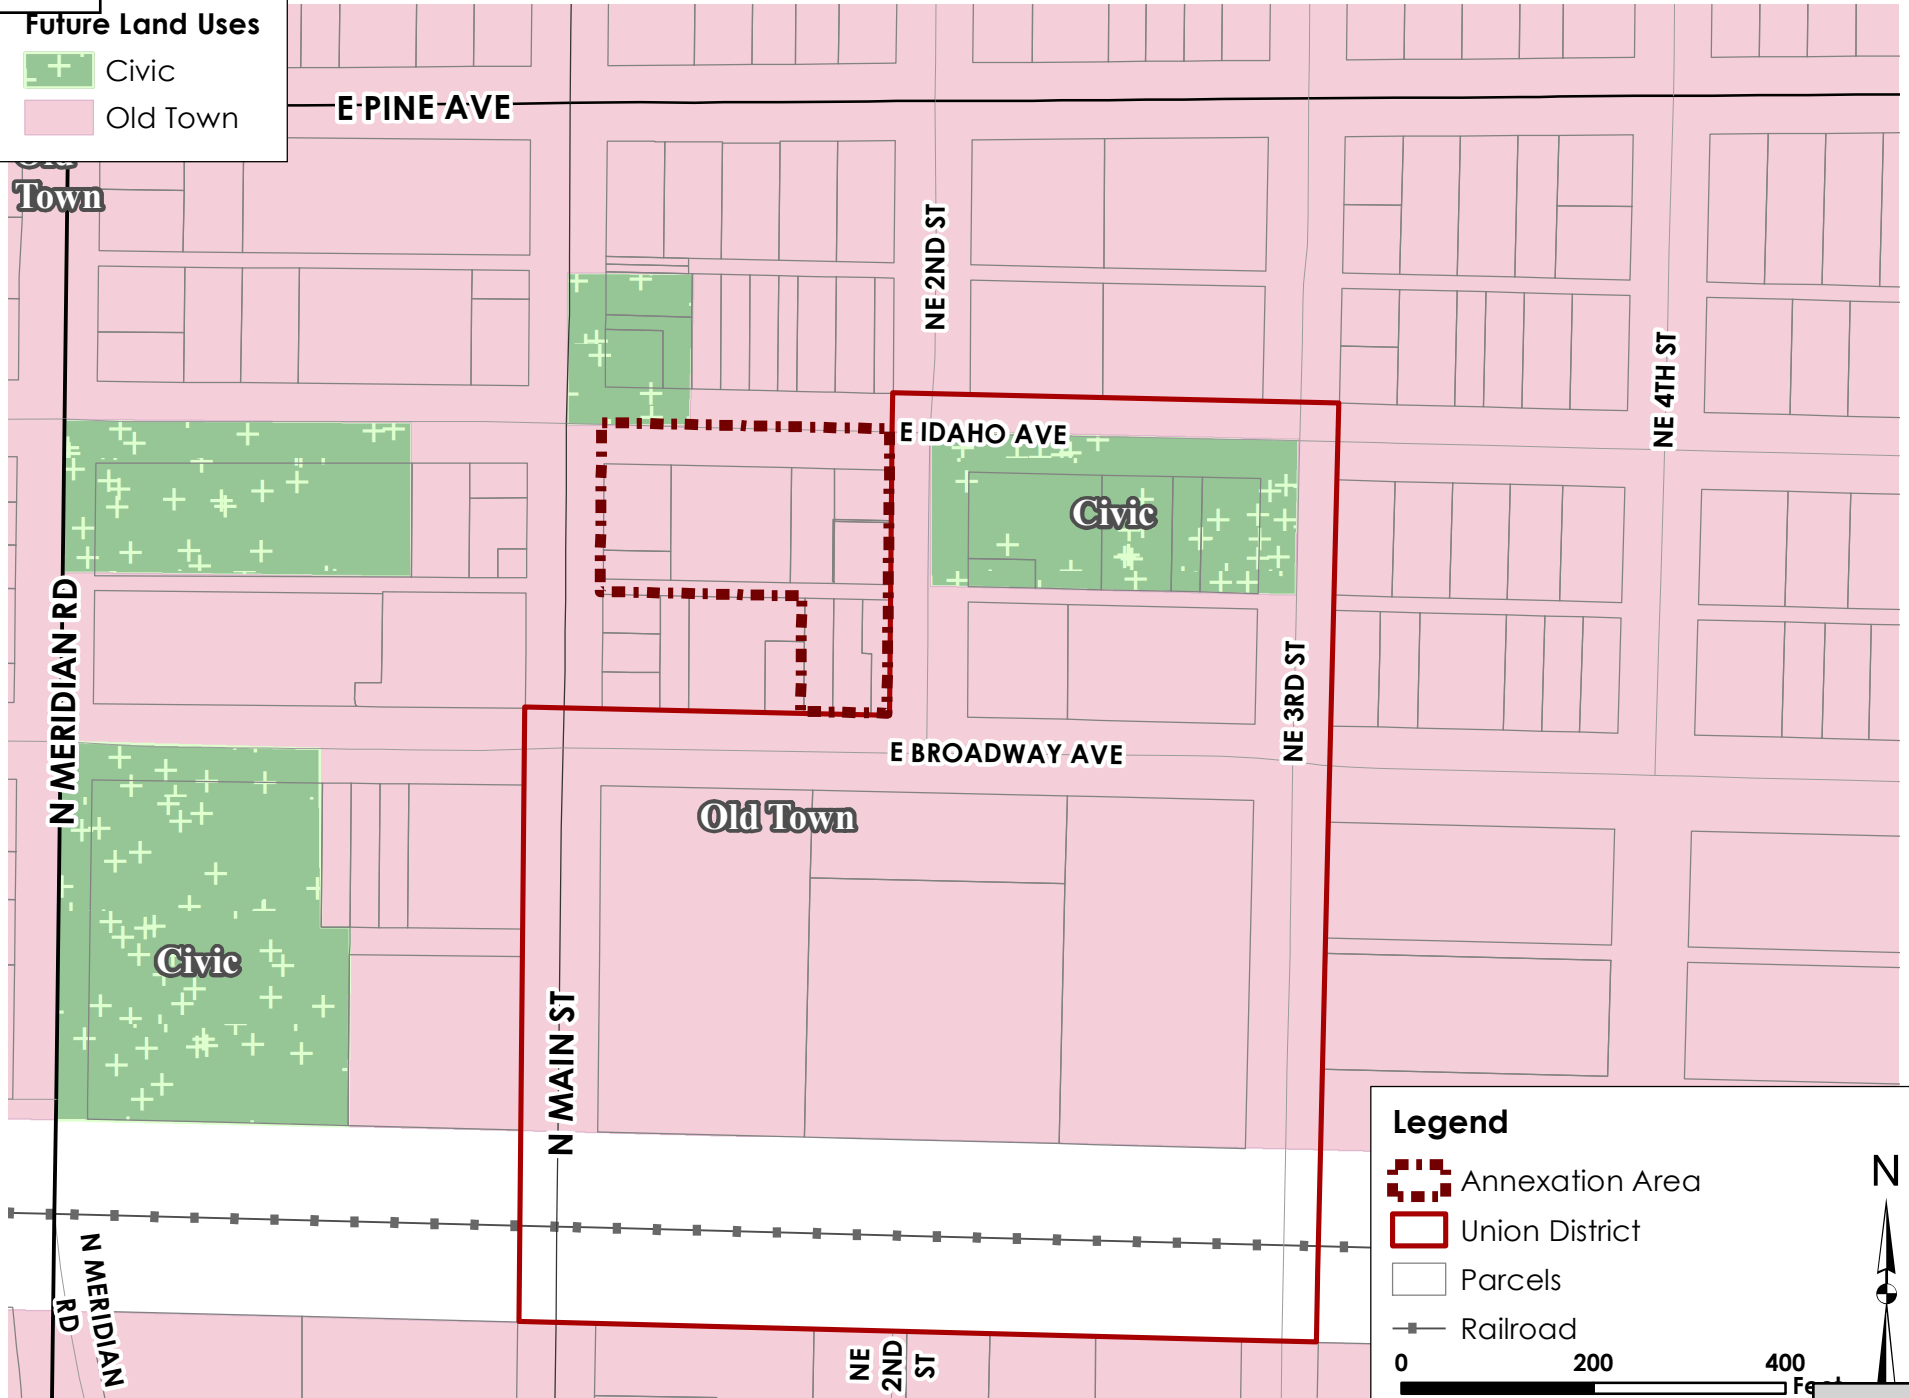 Future Land Uses
Civic
Old Town
E PINE AVE
Old
Town
NE 2ND ST
NE 4TH ST
E IDAHO AVE
Civic
N MERIDIAN RD
NE 3RD ST
E BROADWAY AVE
Old Town
Civic
N MAIN ST
N MERIDIAN
RD
NE
2ND
ST
Legend
Annexation Area
Union District
Parcels
Railroad
N
0 200 400